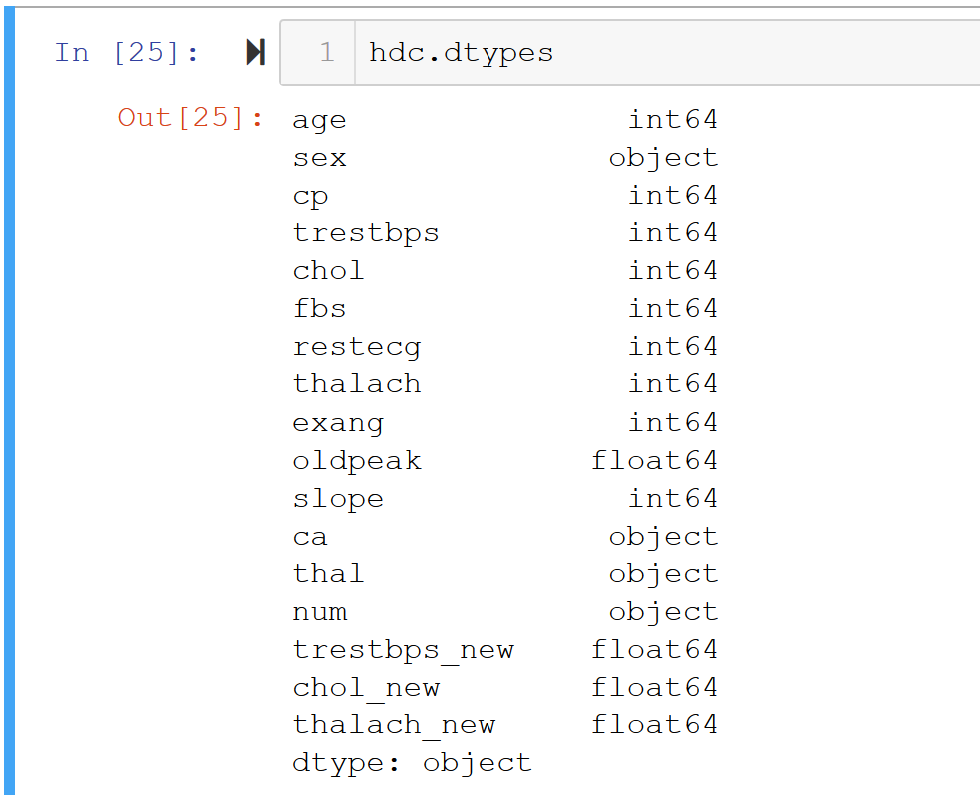 In [25]: 1 hdc.dtypes
Out[25]: age int64
sex object
cp int64
trestbps int64
chol int64
fbs int64
restecg int64
thalach int64
exang int64
oldpeak float64
slope int64
ca object
thal object
num object
trestbps_new float64
chol_new float64
thalach_new float64
dtype: object